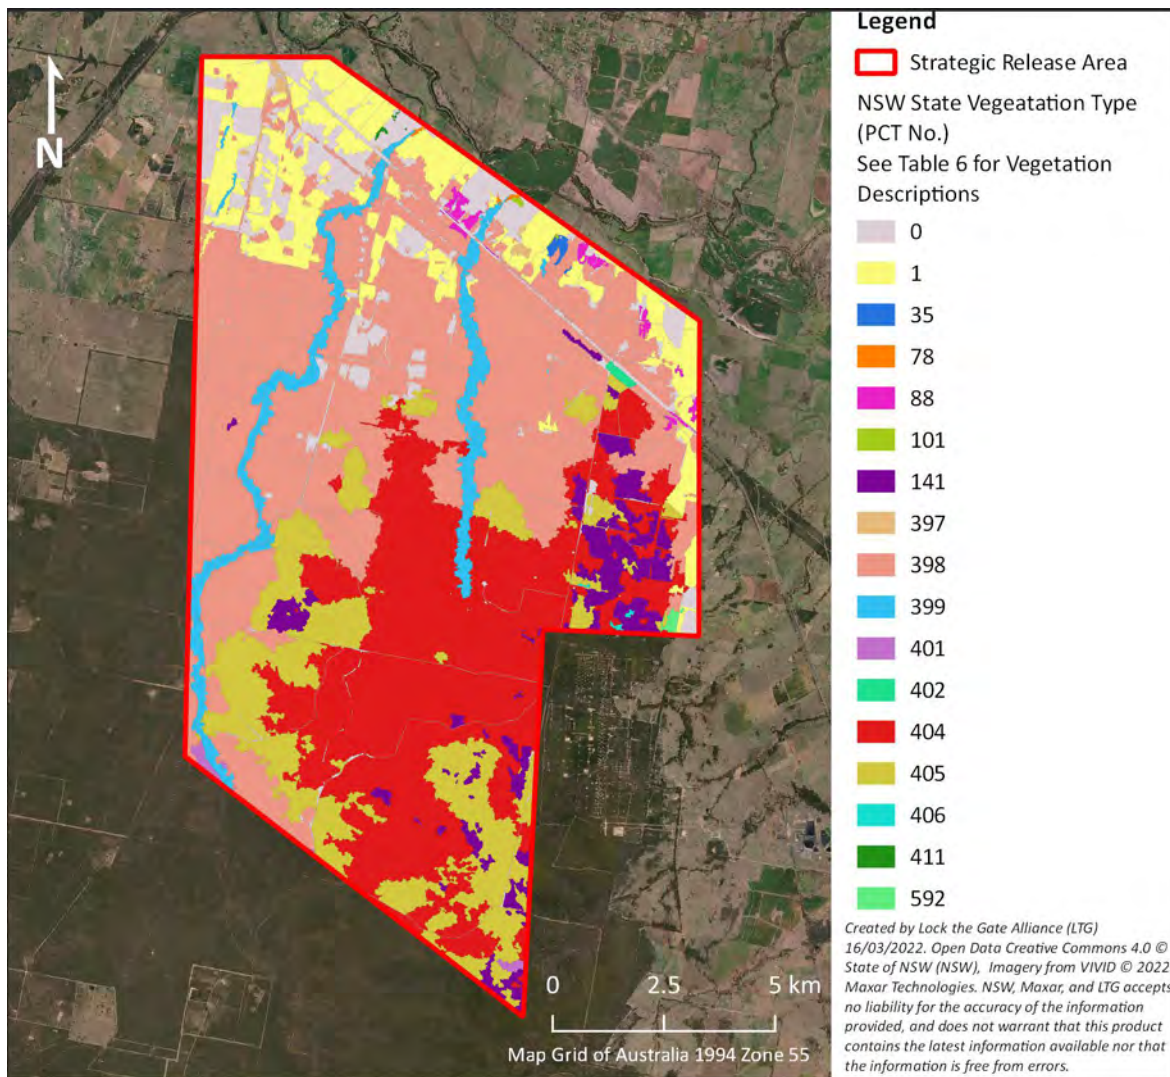 Legend
Strategic Release Area
NSW State Vegeatation Type
(PCT No.)
See Table 6 for Vegetation
Descriptions
0
1
35
78
88
101
141
397
398
399
401
402
404
405
406
411
592
Created by Lock the Gate Alliance (LTG)
16/03/2022. Open Data Creative Commons 4.0 ©
State of NSW (NSW), Imagery from VIVID © 2022
Maxar Technologies. NSW, Maxar, and LTG accepts
no liability for the accuracy of the information
provided, and does not warrant that this product
contains the latest information available nor that
the information is free from errors.
N
0 2.5 5 km
Map Grid of Australia 1994 Zone 55